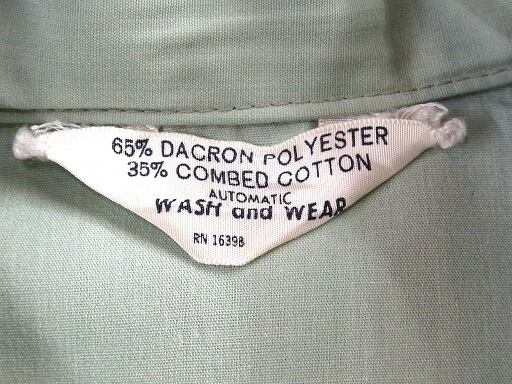 65% DACRON POLYESTER
35% COMBED COTTON
AUTOMATIC
WASH and WEAR
RN 16398